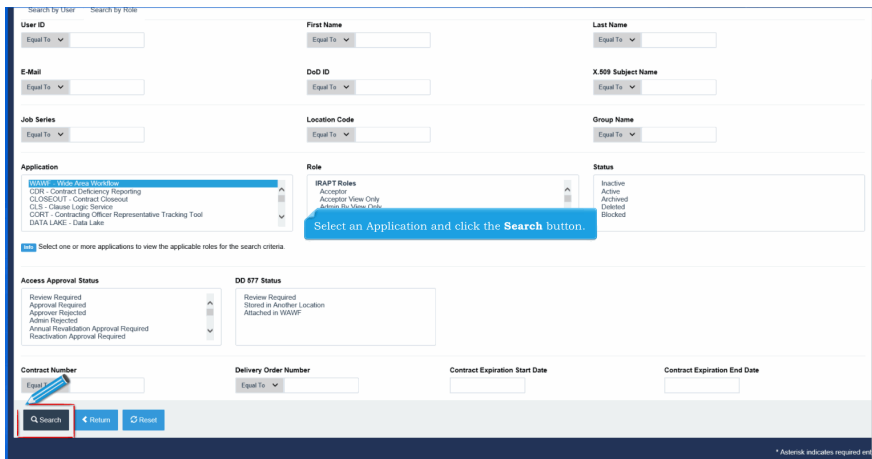 Search by User Search by Role
User ID First Name Last Name
Equal To Equal To Equal To
E-Mail DoD ID X.509 Subject Name
Equal To Equal To Equal To
Job Series Location Code Group Name
Equal To Equal To Equal To
Application
WAWF - Wide Area Workflow
CDR - Contract Deficiency Reporting
CLOSEOUT - Contract Closeout
CLS - Clause Logic Service
CORT - Contracting Officer Representative Tracking Tool
DATA LAKE - Data Lake
Role
IRAPT Roles
Acceptor
Acceptor View Only
Admin By View Only
Status
Inactive
Active
Archived
Deleted
Blocked
Select an Application and click the Search button.
Info Select one or more applications to view the applicable roles for the search criteria.
Access Approval Status
Review Required
Approval Required
Approver Rejected
Admin Rejected
Annual Revalidation Approval Required
Reactivation Approval Required
DD 577 Status
Review Required
Stored in Another Location
Attached in WAWF
Contract Number Delivery Order Number Contract Expiration Start Date Contract Expiration End Date
Equal To Equal To
Search Return Reset
* Asterisk indicates required ent